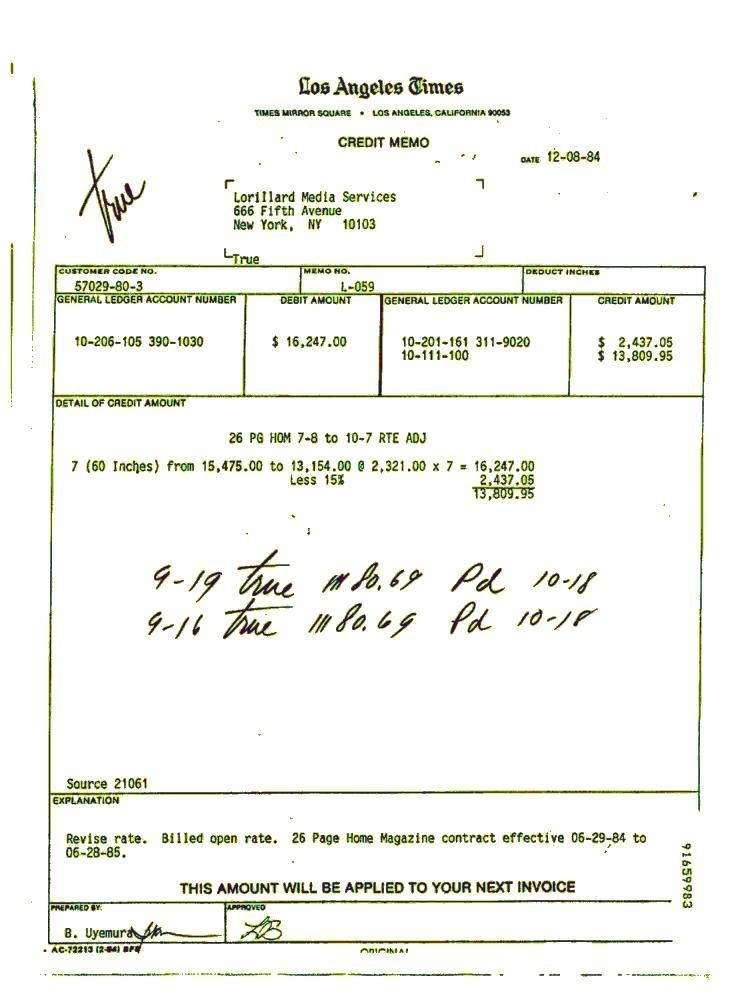 Los Angeles Times
TIMES MIRROR SQUARE • LOS ANGELES, CALIFORNIA 90053
CREDIT MEMO
DATE 12-08-84
True
Lorillard Media Services
666 Fifth Avenue
New York, NY 10103
True
CUSTOMER CODE NO. MEMO NO. DEDUCT INCHES
57029-80-3 L-059
GENERAL LEDGER ACCOUNT NUMBER DEBIT AMOUNT GENERAL LEDGER ACCOUNT NUMBER CREDIT AMOUNT
10-206-105 390-1030 $ 16,247.00 10-201-161 311-9020 $ 2,437.05
10-111-100 $ 13,809.95
DETAIL OF CREDIT AMOUNT
26 PG HOM 7-8 to 10-7 RTE ADJ
7 (60 Inches) from 15,475.00 to 13,154.00 @ 2,321.00 x 7 = 16,247.00
Less 15% 2,437.05
13,809.95
9-19 True 11180.69 Pd 10-18
9-16 True 11180.69 Pd 10-18
Source 21061
EXPLANATION
Revise rate. Billed open rate. 26 Page Home Magazine contract effective 06-29-84 to
06-28-85.
THIS AMOUNT WILL BE APPLIED TO YOUR NEXT INVOICE
PREPARED BY: APPROVED
B. Uyemura
AC-72213 (2-84)
ORIGINAL
91659983